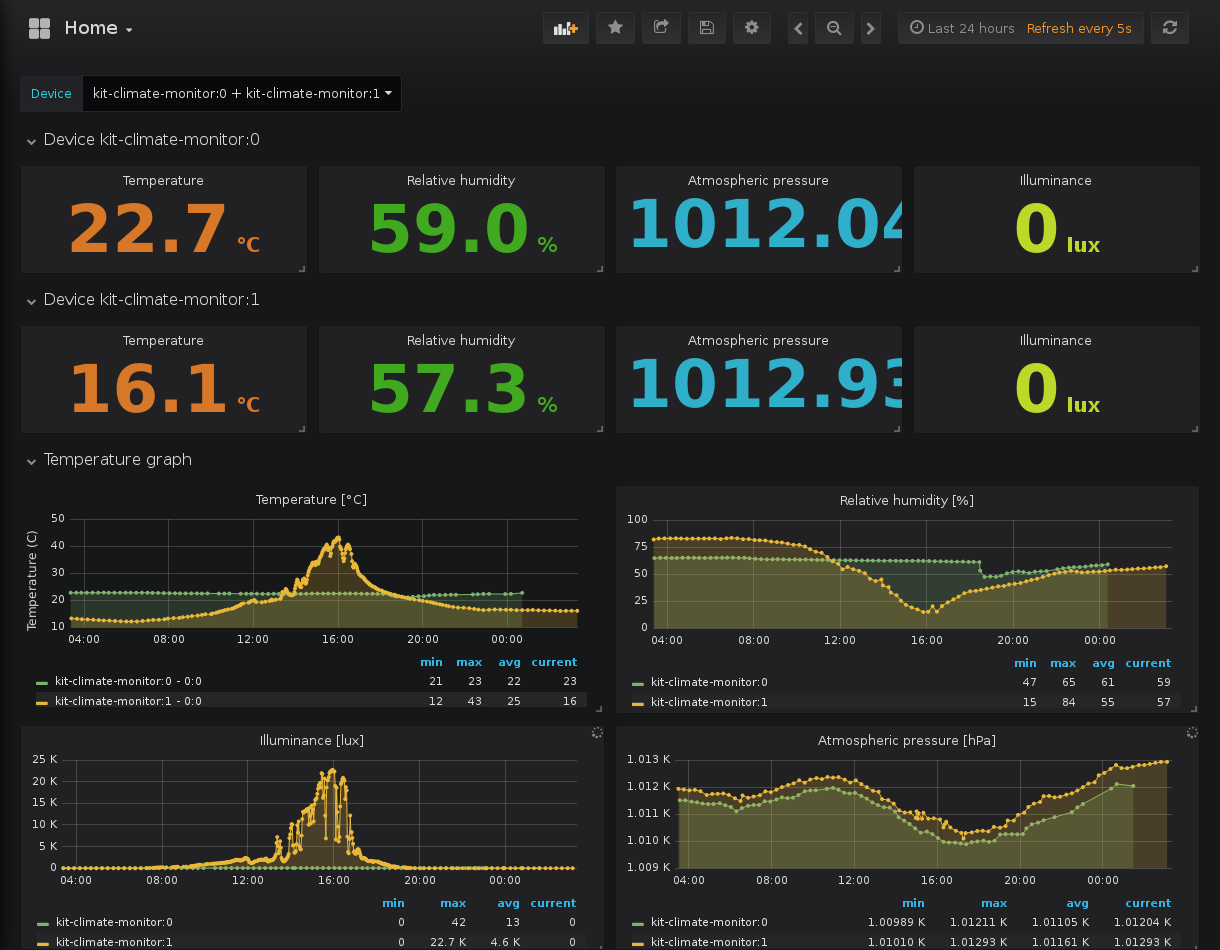 Home
Last 24 hours Refresh every 5s
Device kit-climate-monitor:0 + kit-climate-monitor:1
Device kit-climate-monitor:0
Temperature Relative humidity Atmospheric pressure Illuminance
22.7 °C 59.0 % 1012.04 0 lux
Device kit-climate-monitor:1
Temperature Relative humidity Atmospheric pressure Illuminance
16.1 °C 57.3 % 1012.93 0 lux
Temperature graph
Temperature [°C]
Temperature (C)
50
40
30
20
10
04:00 08:00 12:00 16:00 20:00 00:00
min max avg current
kit-climate-monitor:0 - 0:0 21 23 22 23
kit-climate-monitor:1 - 0:0 12 43 25 16
Relative humidity [%]
100
75
50
25
0
04:00 08:00 12:00 16:00 20:00 00:00
min max avg current
kit-climate-monitor:0 47 65 61 59
kit-climate-monitor:1 15 84 55 57
Illuminance [lux]
25 K
20 K
15 K
10 K
5 K
0
04:00 08:00 12:00 16:00 20:00 00:00
min max avg current
kit-climate-monitor:0 0 42 13 0
kit-climate-monitor:1 0 22.7 K 4.6 K 0
Atmospheric pressure [hPa]
1.013 K
1.012 K
1.011 K
1.010 K
1.009 K
04:00 08:00 12:00 16:00 20:00 00:00
min max avg current
kit-climate-monitor:0 1.00989 K 1.01211 K 1.01105 K 1.01204 K
kit-climate-monitor:1 1.01010 K 1.01293 K 1.01161 K 1.01293 K